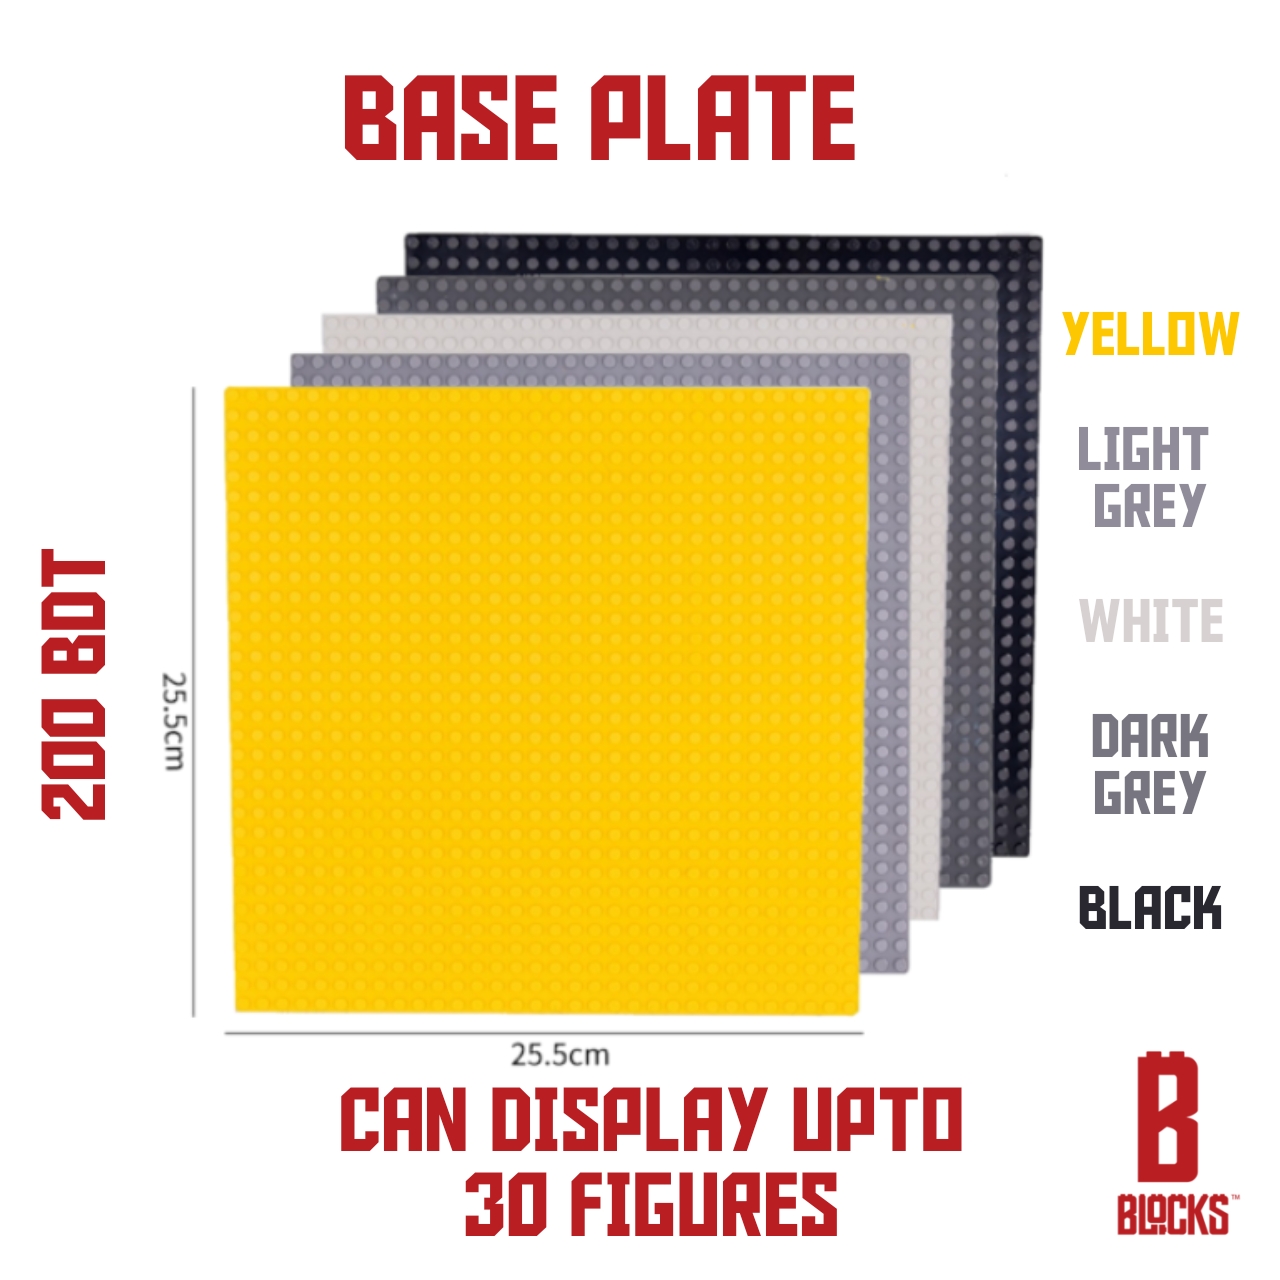 BASE PLATE
YELLOW
LIGHT
GREY
WHITE
DARK
GREY
BLACK
200 BDT
25.5cm
25.5cm
CAN DISPLAY UPTO
30 FIGURES
B
BLOCKS™